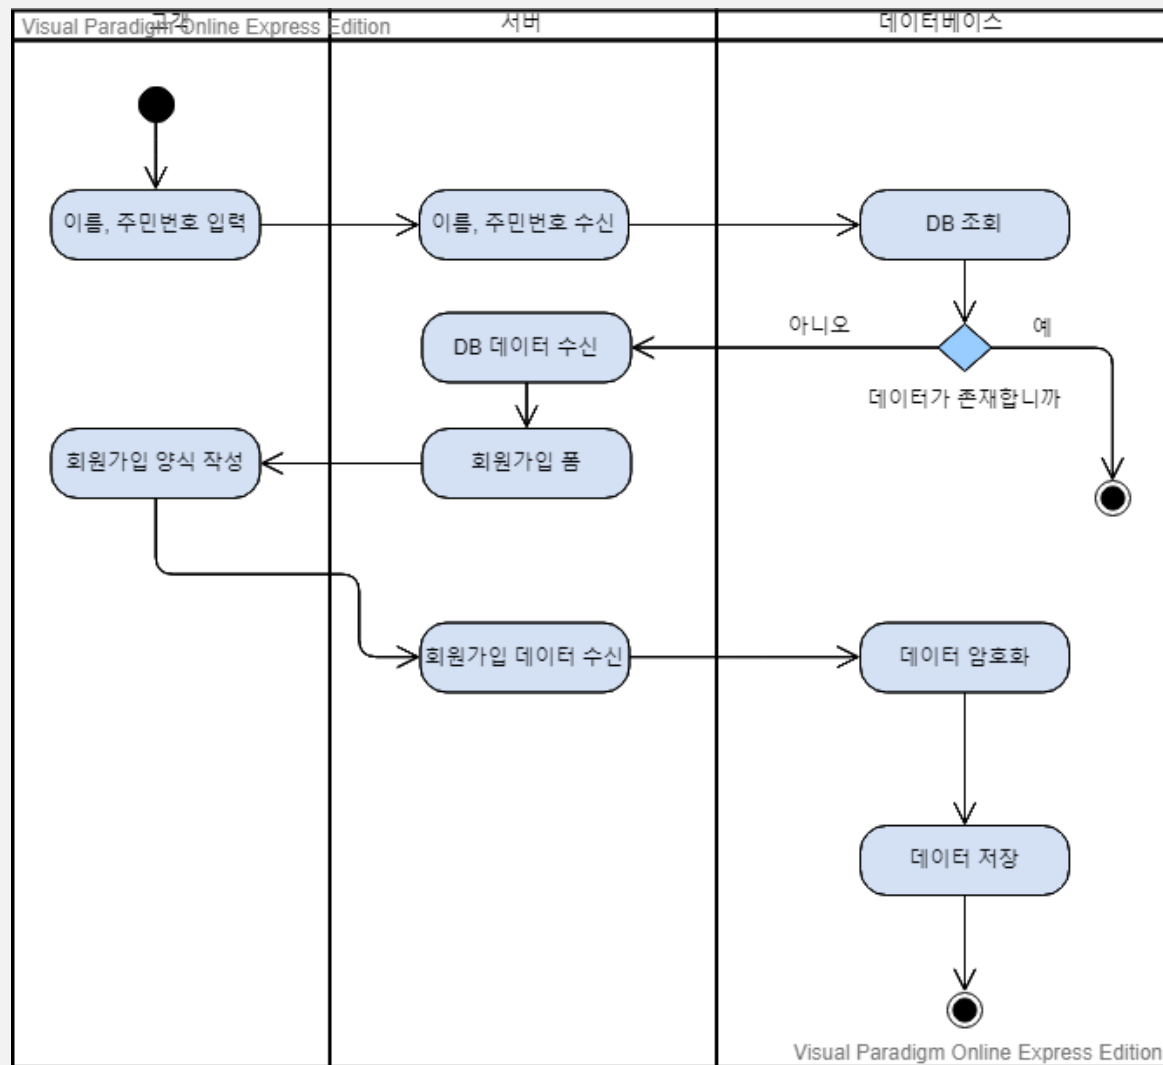 Visual Paradigm Online Express Edition
고객
서버
데이터베이스
이름, 주민번호 입력
이름, 주민번호 수신
DB 조회
아니오
예
DB 데이터 수신
데이터가 존재합니까
회원가입 양식 작성
회원가입 폼
회원가입 데이터 수신
데이터 암호화
데이터 저장
Visual Paradigm Online Express Edition